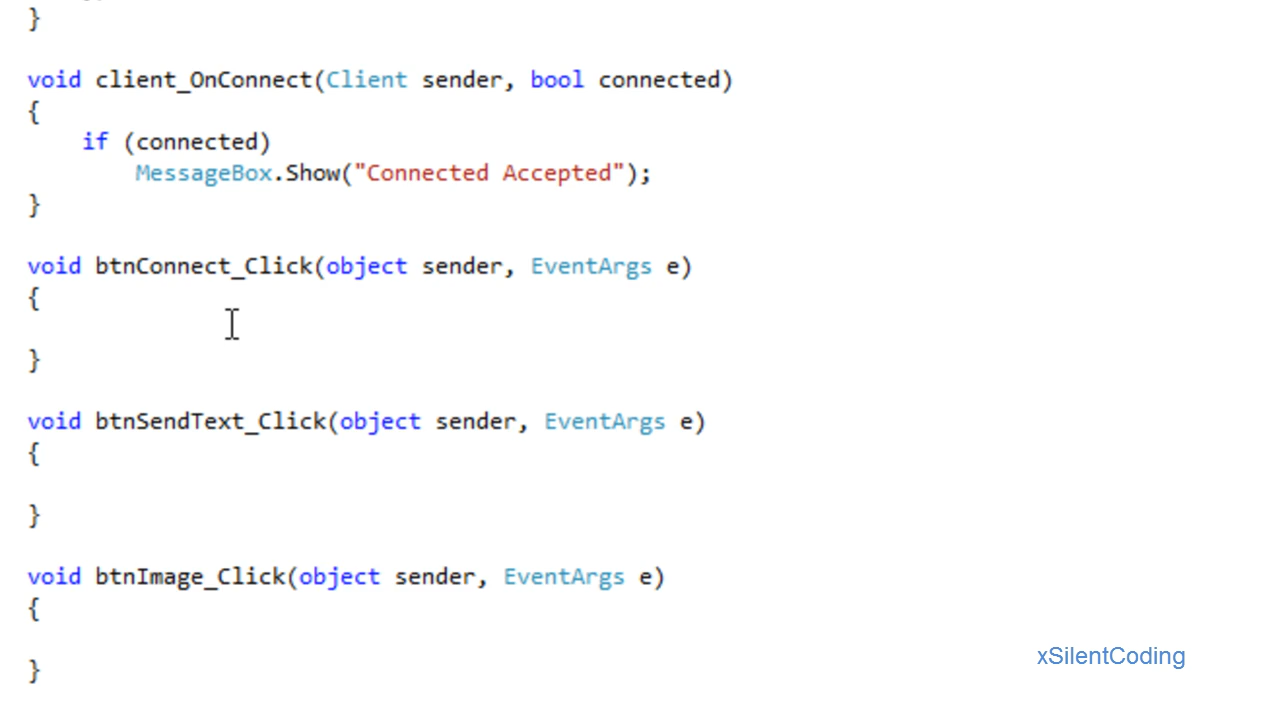 }
void client_OnConnect(Client sender, bool connected)
{
if (connected)
MessageBox.Show("Connected Accepted");
}
void btnConnect_Click(object sender, EventArgs e)
{
}
void btnSendText_Click(object sender, EventArgs e)
{
}
void btnImage_Click(object sender, EventArgs e)
{
}
xSilentCoding